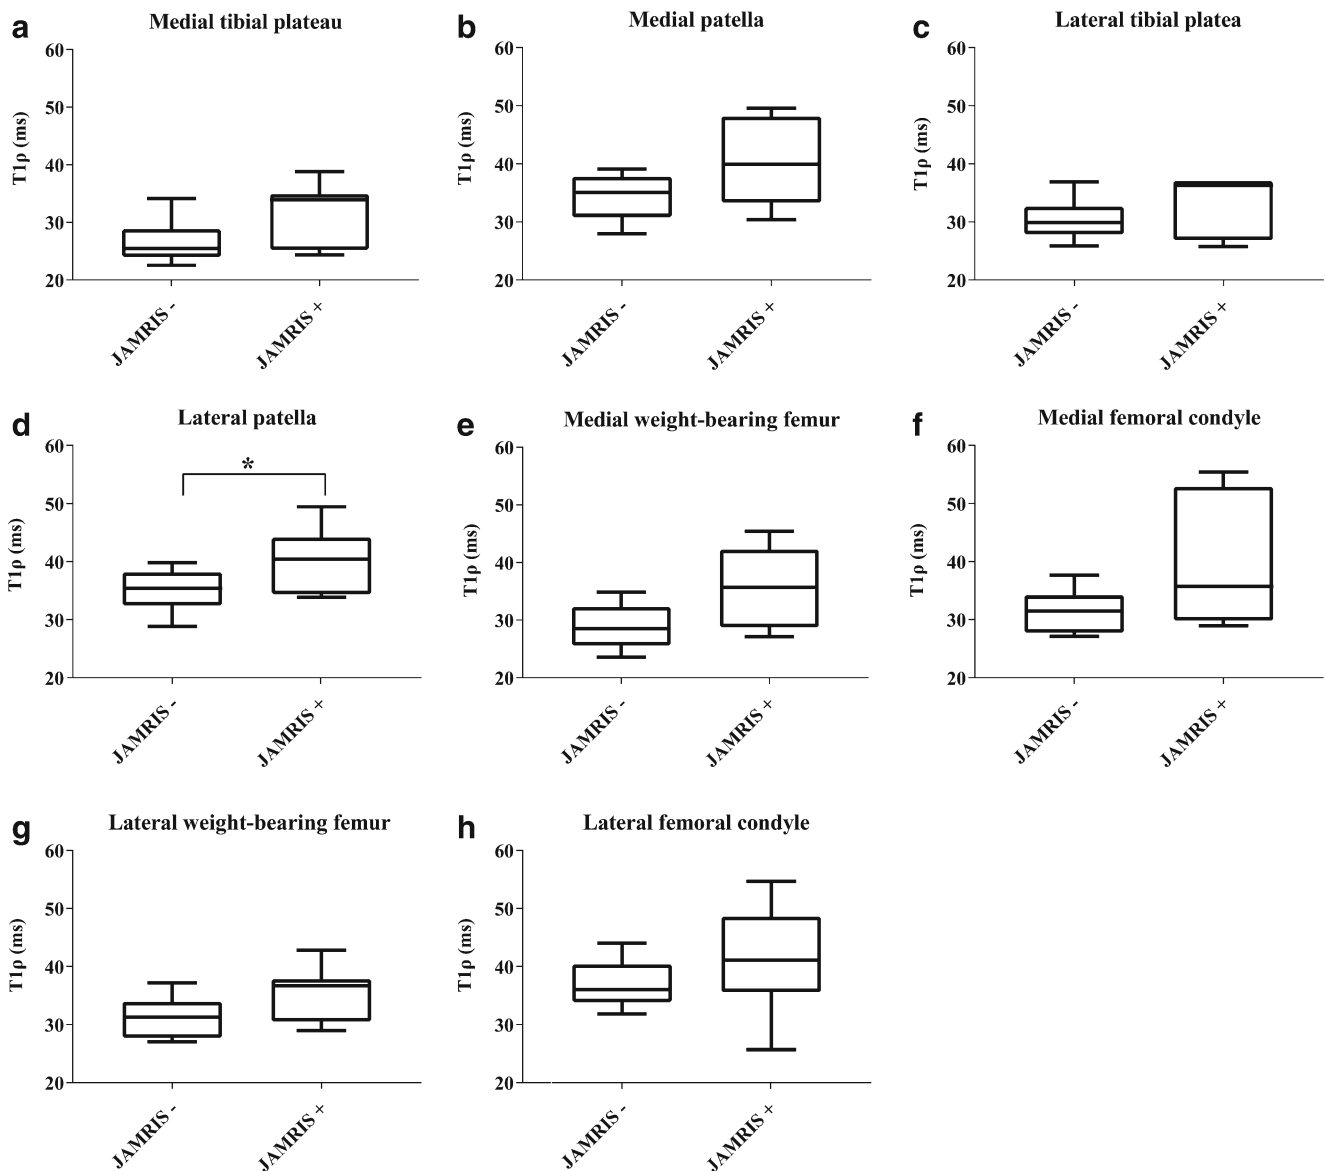 a Medial tibial plateau
60
50
40
30
20
T1ρ (ms)
JAMRIS -
JAMRIS +
b Medial patella
60
50
40
30
20
T1ρ (ms)
JAMRIS -
JAMRIS +
c Lateral tibial platea
60
50
40
30
20
T1ρ (ms)
JAMRIS -
JAMRIS +
d Lateral patella
*
60
50
40
30
20
T1ρ (ms)
JAMRIS -
JAMRIS +
e Medial weight-bearing femur
60
50
40
30
20
T1ρ (ms)
JAMRIS -
JAMRIS +
f Medial femoral condyle
60
50
40
30
20
T1ρ (ms)
JAMRIS -
JAMRIS +
g Lateral weight-bearing femur
60
50
40
30
20
T1ρ (ms)
JAMRIS -
JAMRIS +
h Lateral femoral condyle
60
50
40
30
20
T1ρ (ms)
JAMRIS -
JAMRIS +